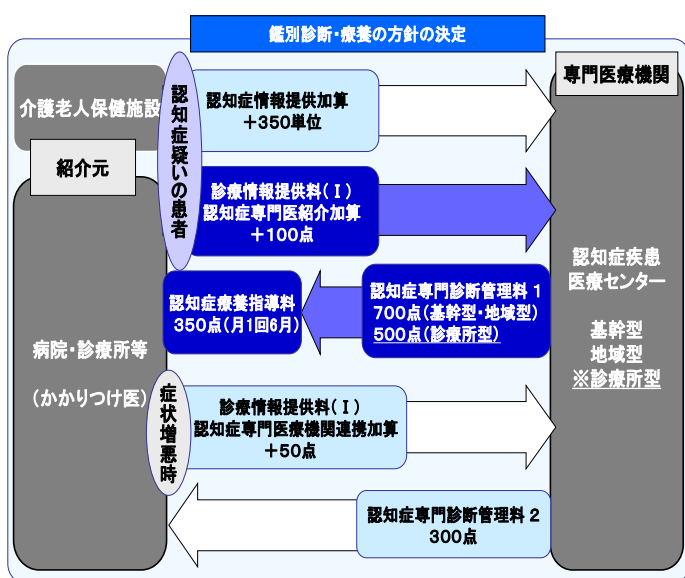 鑑別診断・療養の方針の決定
専門医療機関
介護老人保健施設
認知症疑いの患者
認知症情報提供加算
+350単位
紹介元
診療情報提供料(Ⅰ)
認知症専門医紹介加算
+100点
認知症疾患
医療センター
基幹型
地域型
※診療所型
認知症専門診断管理料1
700点(基幹型・地域型)
500点(診療所型)
認知症療養指導料
350点(月1回6月)
病院・診療所等
(かかりつけ医)
症状増悪時
診療情報提供料(Ⅰ)
認知症専門医療機関連携加算
+50点
認知症専門診断管理料2
300点